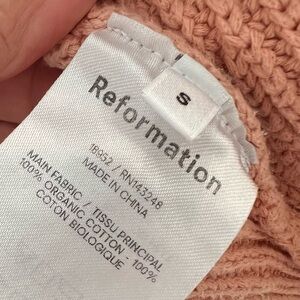 S
Reformation
18952 / RN143248
MADE IN CHINA
MAIN FABRIC / TISSU PRINCIPAL
100% ORGANIC COTTON - 100%
COTON BIOLOGIQUE